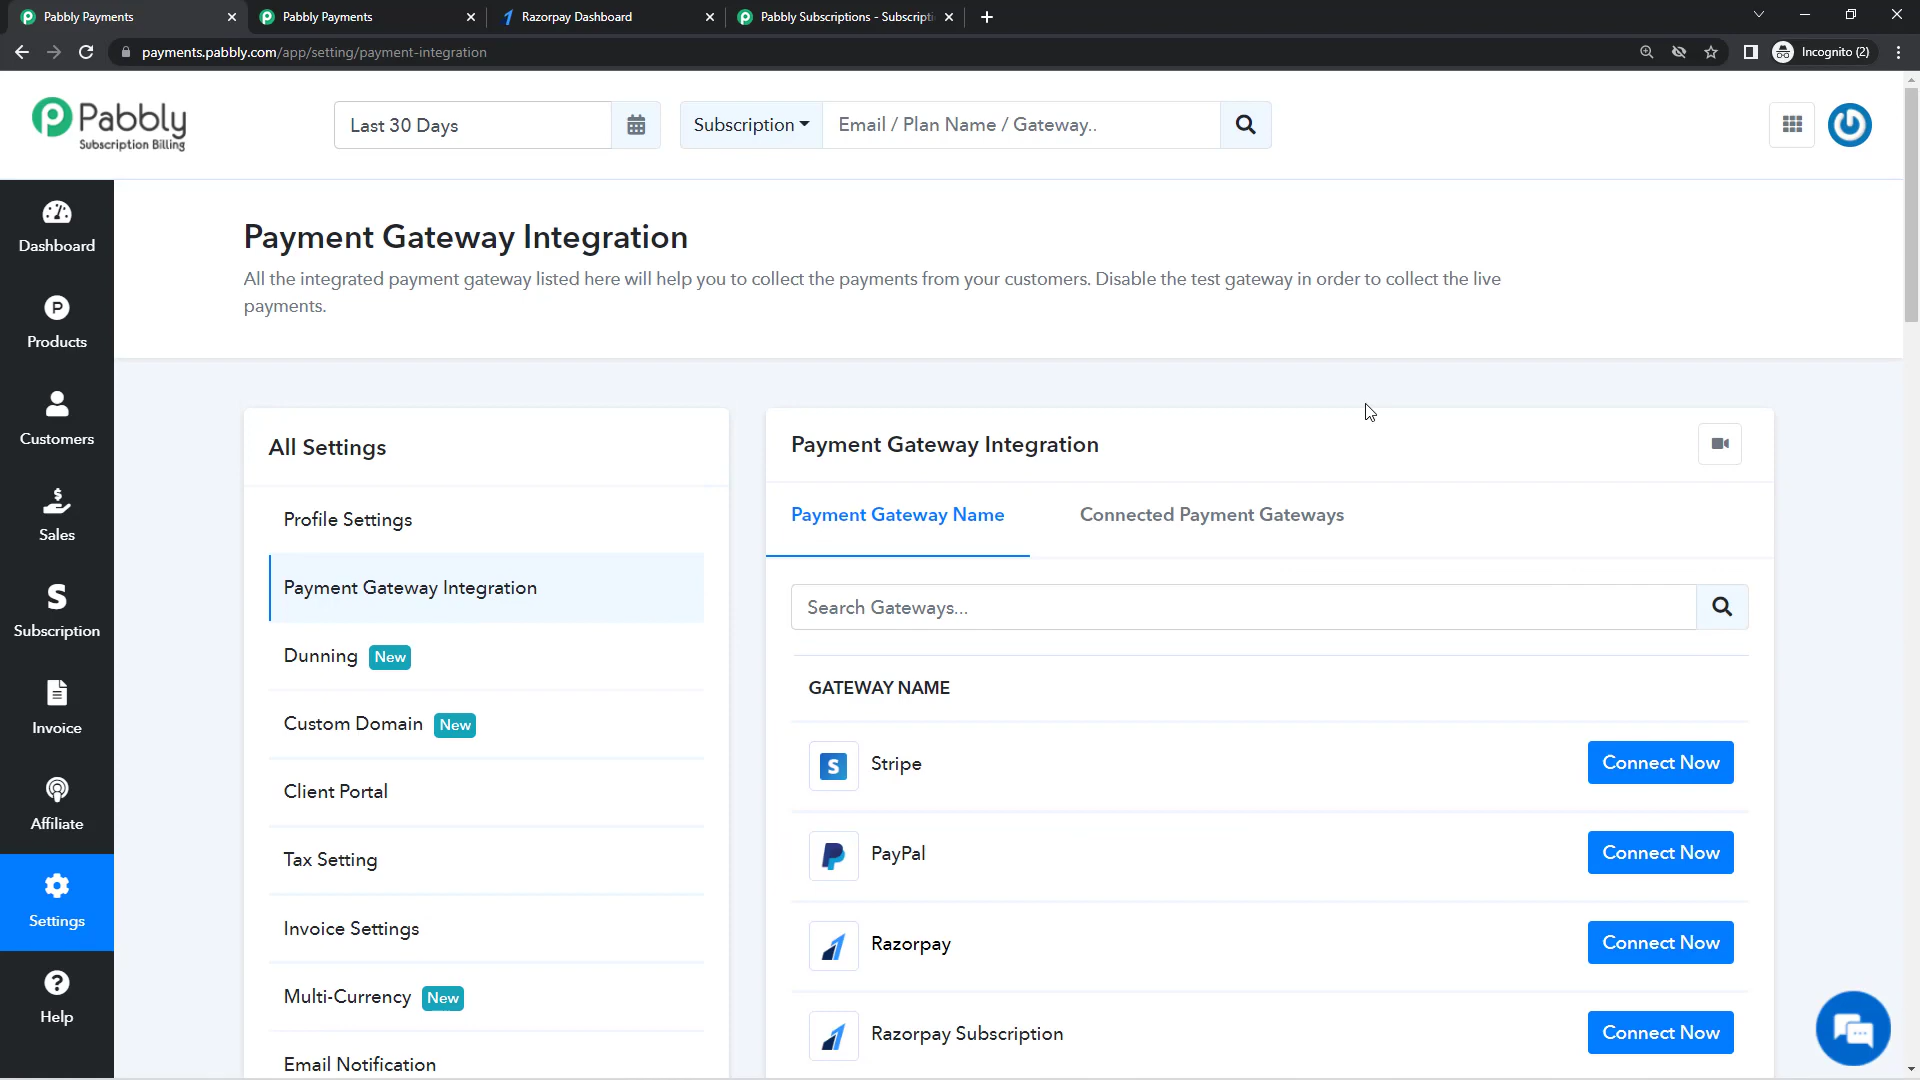 Pabbly Payments
Pabbly Payments
Razorpay Dashboard
Pabbly Subscriptions - Subscripti
payments.pabbly.com/app/setting/payment-integration
Incognito (2)
Pabbly
Subscription Billing
Last 30 Days
Subscription
Email / Plan Name / Gateway..
Dashboard
Products
Customers
Sales
Subscription
Invoice
Affiliate
Settings
Help
Payment Gateway Integration
All the integrated payment gateway listed here will help you to collect the payments from your customers. Disable the test gateway in order to collect the live
payments.
All Settings
Profile Settings
Payment Gateway Integration
Dunning New
Custom Domain New
Client Portal
Tax Setting
Invoice Settings
Multi-Currency New
Email Notification
Payment Gateway Integration
Payment Gateway Name
Connected Payment Gateways
Search Gateways...
GATEWAY NAME
Stripe
Connect Now
PayPal
Connect Now
Razorpay
Connect Now
Razorpay Subscription
Connect Now